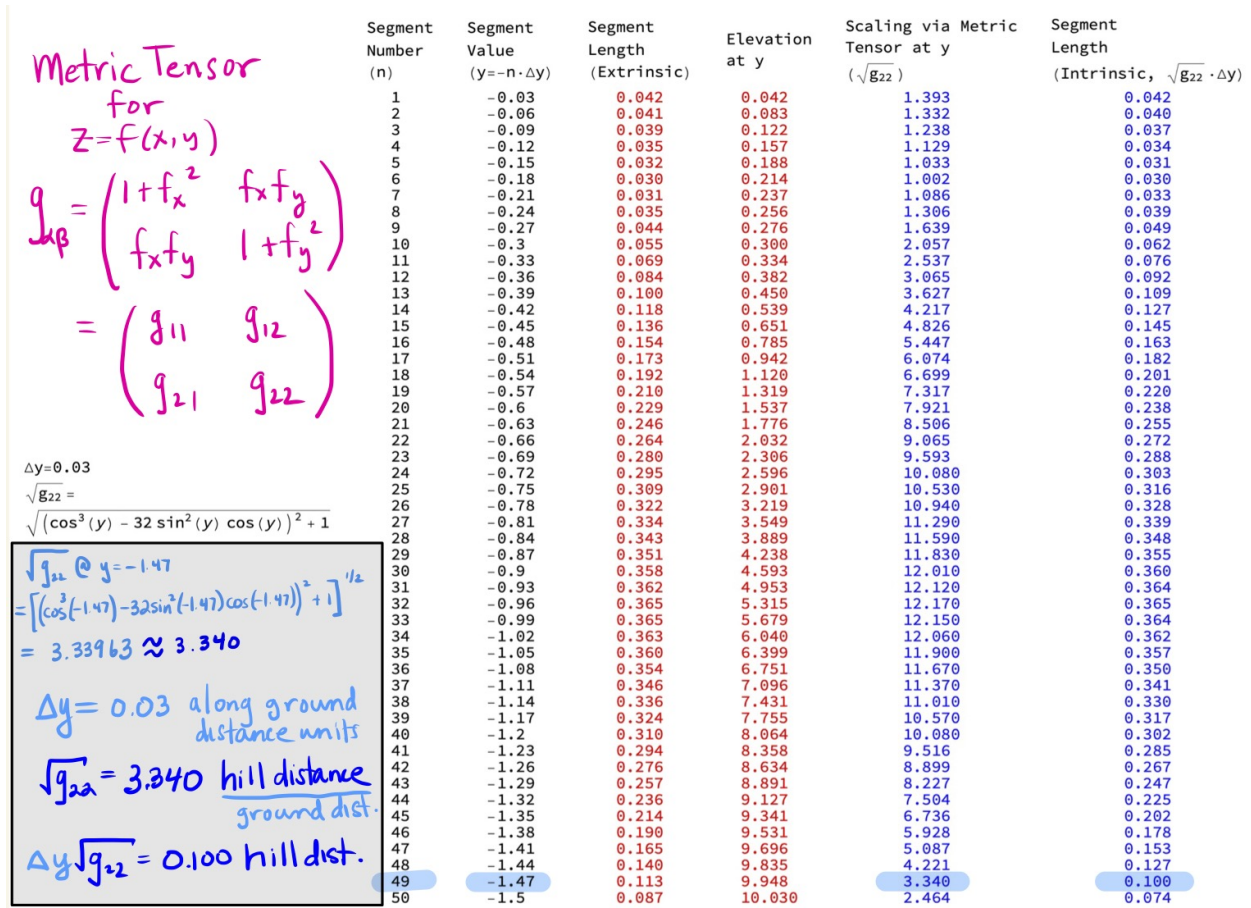 Metric Tensor
for
z=f(x,y)
g_αβ = (1+f_x^2 f_x f_y
f_x f_y 1+f_y^2)
= (g_11 g_12
g_21 g_22)
Δy=0.03
√g22 =
√((cos³(y) − 32 sin²(y) cos(y))² + 1
√g_22 @ y=-1.47
=[(cos³(-1.47)-32sin²(-1.47)cos(-1.47))² +1]^1/2
= 3.33963 ≈ 3.340
Δy= 0.03 along ground
distance units
√g_22 = 3.340 hill distance
ground dist.
Δy√g_22 = 0.100 hill dist.
Segment Segment Segment Elevation Scaling via Metric Segment
Number Value Length at y Tensor at y Length
(n) (y=-n·Δy) (Extrinsic) (√g22) (Intrinsic, √g22·Δy)
1 -0.03 0.042 0.042 1.393 0.042
2 -0.06 0.041 0.083 1.332 0.040
3 -0.09 0.039 0.122 1.238 0.037
4 -0.12 0.035 0.157 1.129 0.034
5 -0.15 0.032 0.188 1.033 0.031
6 -0.18 0.030 0.214 1.002 0.030
7 -0.21 0.031 0.237 1.086 0.033
8 -0.24 0.035 0.256 1.306 0.039
9 -0.27 0.044 0.276 1.639 0.049
10 -0.3 0.055 0.300 2.057 0.062
11 -0.33 0.069 0.334 2.537 0.076
12 -0.36 0.084 0.382 3.065 0.092
13 -0.39 0.100 0.450 3.627 0.109
14 -0.42 0.118 0.539 4.217 0.127
15 -0.45 0.136 0.651 4.826 0.145
16 -0.48 0.154 0.785 5.447 0.163
17 -0.51 0.173 0.942 6.074 0.182
18 -0.54 0.192 1.120 6.699 0.201
19 -0.57 0.210 1.319 7.317 0.220
20 -0.6 0.229 1.537 7.921 0.238
21 -0.63 0.246 1.776 8.506 0.255
22 -0.66 0.264 2.032 9.065 0.272
23 -0.69 0.280 2.306 9.593 0.288
24 -0.72 0.295 2.596 10.080 0.303
25 -0.75 0.309 2.901 10.530 0.316
26 -0.78 0.322 3.219 10.940 0.328
27 -0.81 0.334 3.549 11.290 0.339
28 -0.84 0.343 3.889 11.590 0.348
29 -0.87 0.351 4.238 11.830 0.355
30 -0.9 0.358 4.593 12.010 0.360
31 -0.93 0.362 4.953 12.120 0.364
32 -0.96 0.365 5.315 12.170 0.365
33 -0.99 0.365 5.679 12.150 0.364
34 -1.02 0.363 6.040 12.060 0.362
35 -1.05 0.360 6.399 11.900 0.357
36 -1.08 0.354 6.751 11.670 0.350
37 -1.11 0.346 7.096 11.370 0.341
38 -1.14 0.336 7.431 11.010 0.330
39 -1.17 0.324 7.755 10.570 0.317
40 -1.2 0.310 8.064 10.080 0.302
41 -1.23 0.294 8.358 9.516 0.285
42 -1.26 0.276 8.634 8.899 0.267
43 -1.29 0.257 8.891 8.227 0.247
44 -1.32 0.236 9.127 7.504 0.225
45 -1.35 0.214 9.341 6.736 0.202
46 -1.38 0.190 9.531 5.928 0.178
47 -1.41 0.165 9.696 5.087 0.153
48 -1.44 0.140 9.835 4.221 0.127
49 -1.47 0.113 9.948 3.340 0.100
50 -1.5 0.087 10.030 2.464 0.074